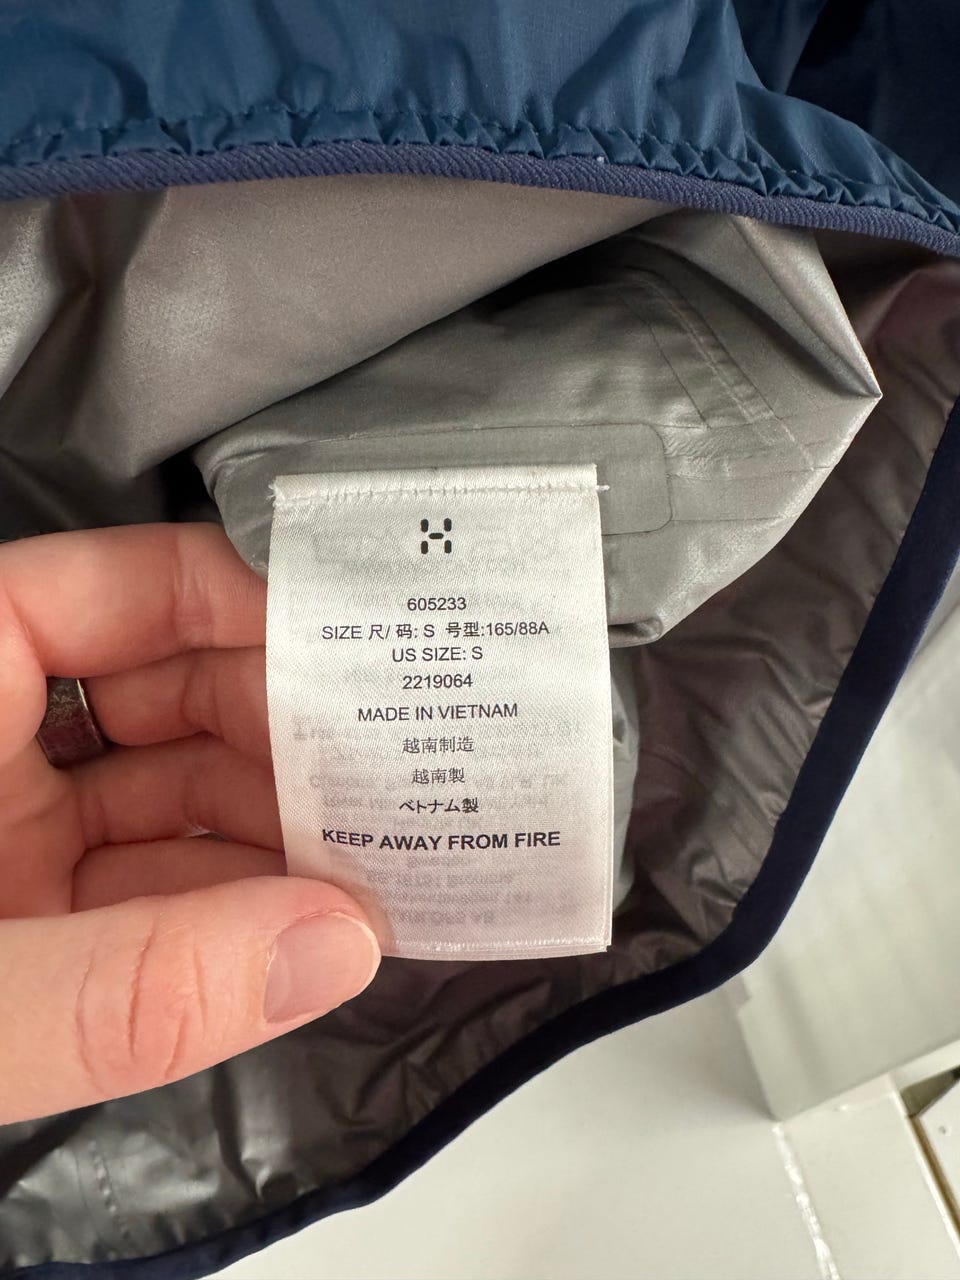 605233
SIZE 尺/ 码: S 号型:165/88A
US SIZE: S
2219064
MADE IN VIETNAM
越南制造
越南製
ベトナム製
KEEP AWAY FROM FIRE